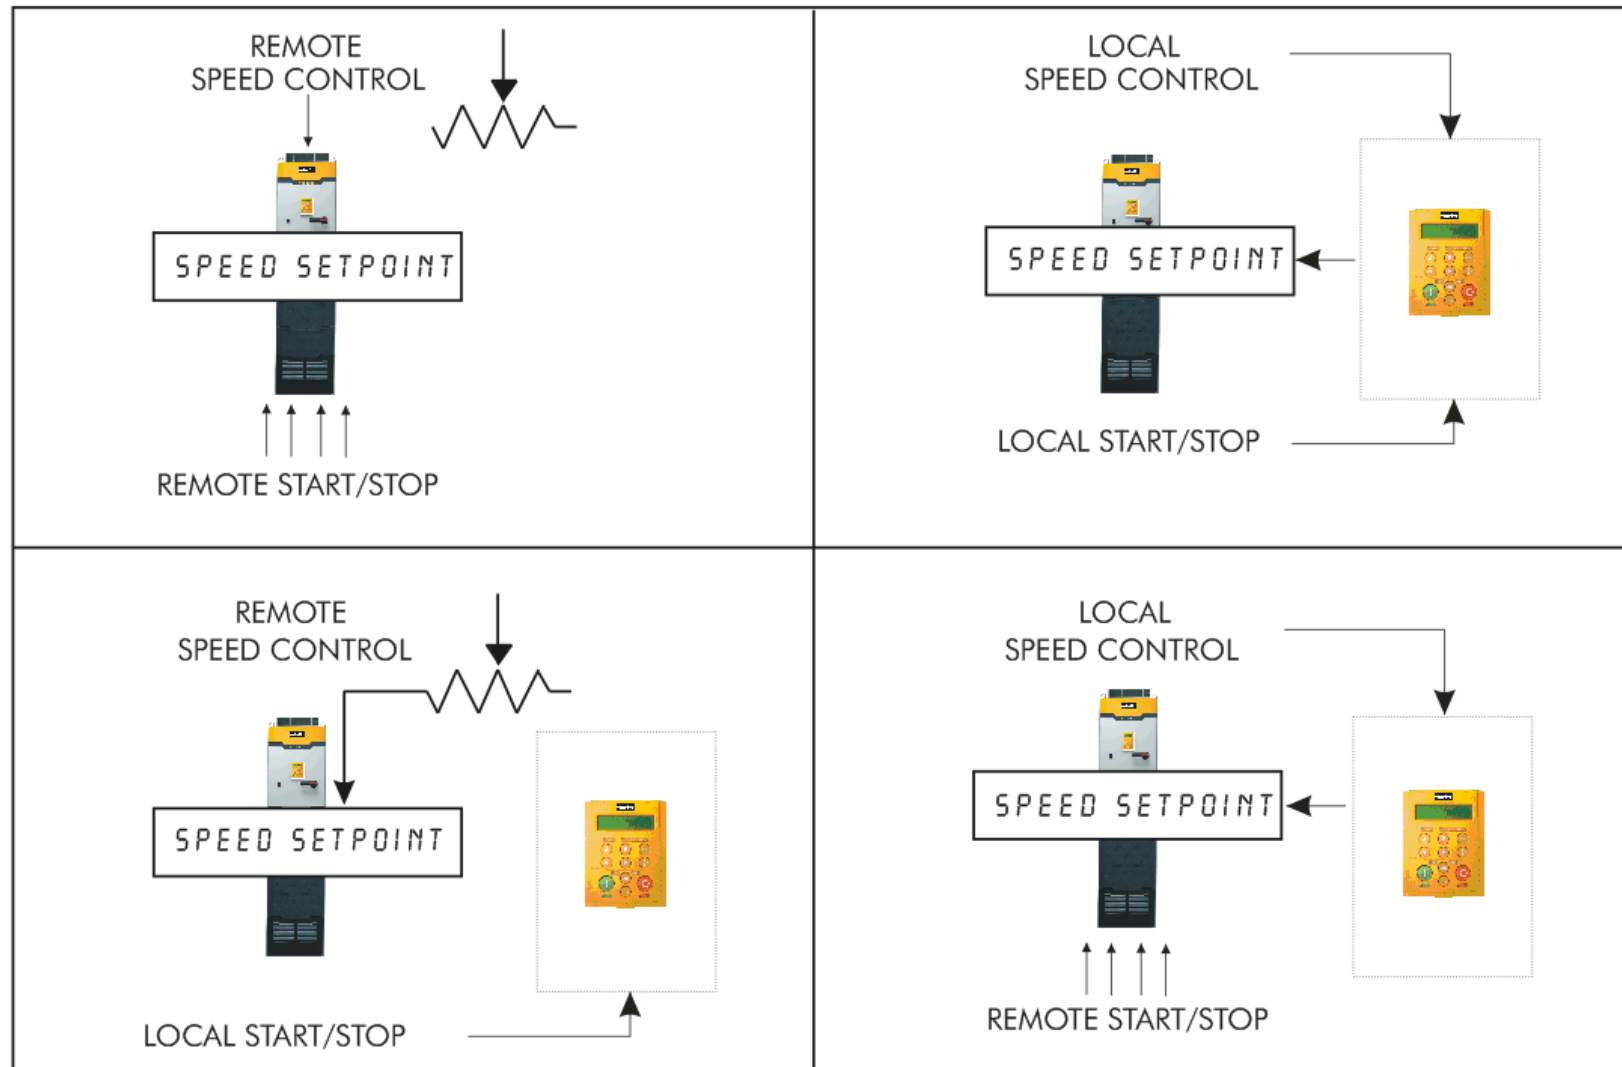 REMOTE
SPEED CONTROL
SPEED SETPOINT
REMOTE START/STOP
LOCAL
SPEED CONTROL
SPEED SETPOINT
LOCAL START/STOP
REMOTE
SPEED CONTROL
SPEED SETPOINT
LOCAL START/STOP
LOCAL
SPEED CONTROL
SPEED SETPOINT
REMOTE START/STOP